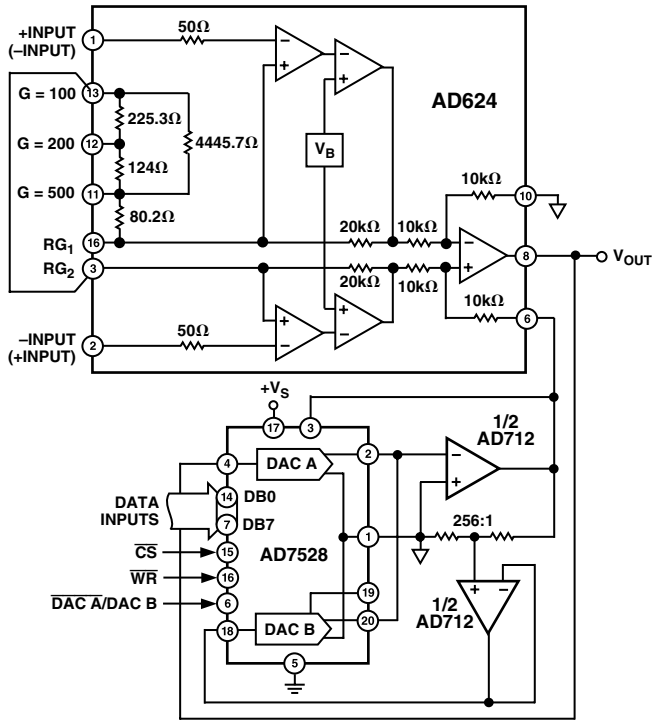 +INPUT
(–INPUT)
1
50Ω
–
+
–
+
AD624
G = 100
13
225.3Ω
G = 200
12
4445.7Ω
124Ω
VB
G = 500
11
80.2Ω
10kΩ
10
RG1
16
20kΩ
10kΩ
–
+
8
VOUT
RG2
3
20kΩ
10kΩ
10kΩ
6
–INPUT
(+INPUT)
2
50Ω
+
–
+
–
+VS
17
3
1/2
AD712
4
DAC A
2
–
+
DATA
INPUTS
14
DB0
7
DB7
1
256:1
CS
15
AD7528
WR
16
19
+
–
1/2
AD712
DAC A/DAC B
6
20
18
DAC B
5